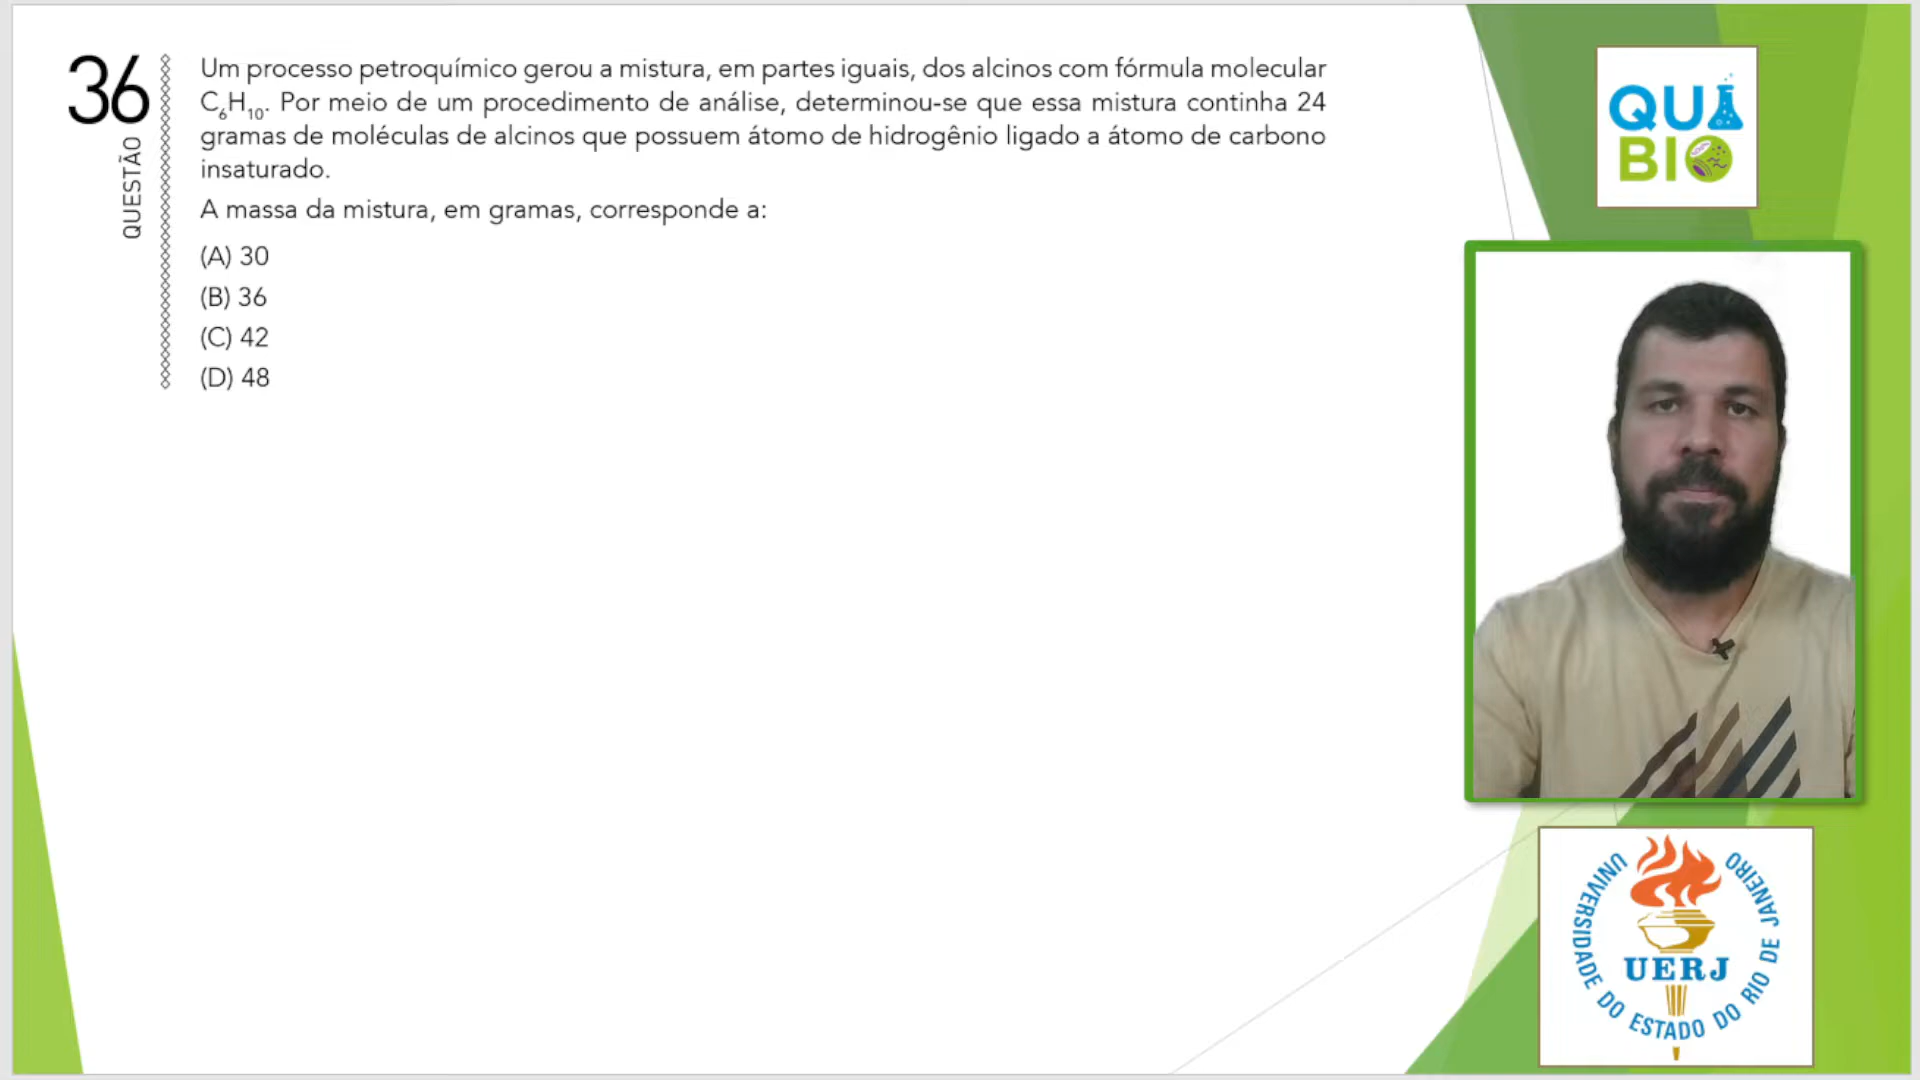 36
QUESTÃO
Um processo petroquímico gerou a mistura, em partes iguais, dos alcinos com fórmula molecular
C₆H₁₀. Por meio de um procedimento de análise, determinou-se que essa mistura continha 24
gramas de moléculas de alcinos que possuem átomo de hidrogênio ligado a átomo de carbono
insaturado.
A massa da mistura, em gramas, corresponde a:
(A) 30
(B) 36
(C) 42
(D) 48
QUI
BIO
UNIVERSIDADE DO ESTADO DO RIO DE JANEIRO
UERJ